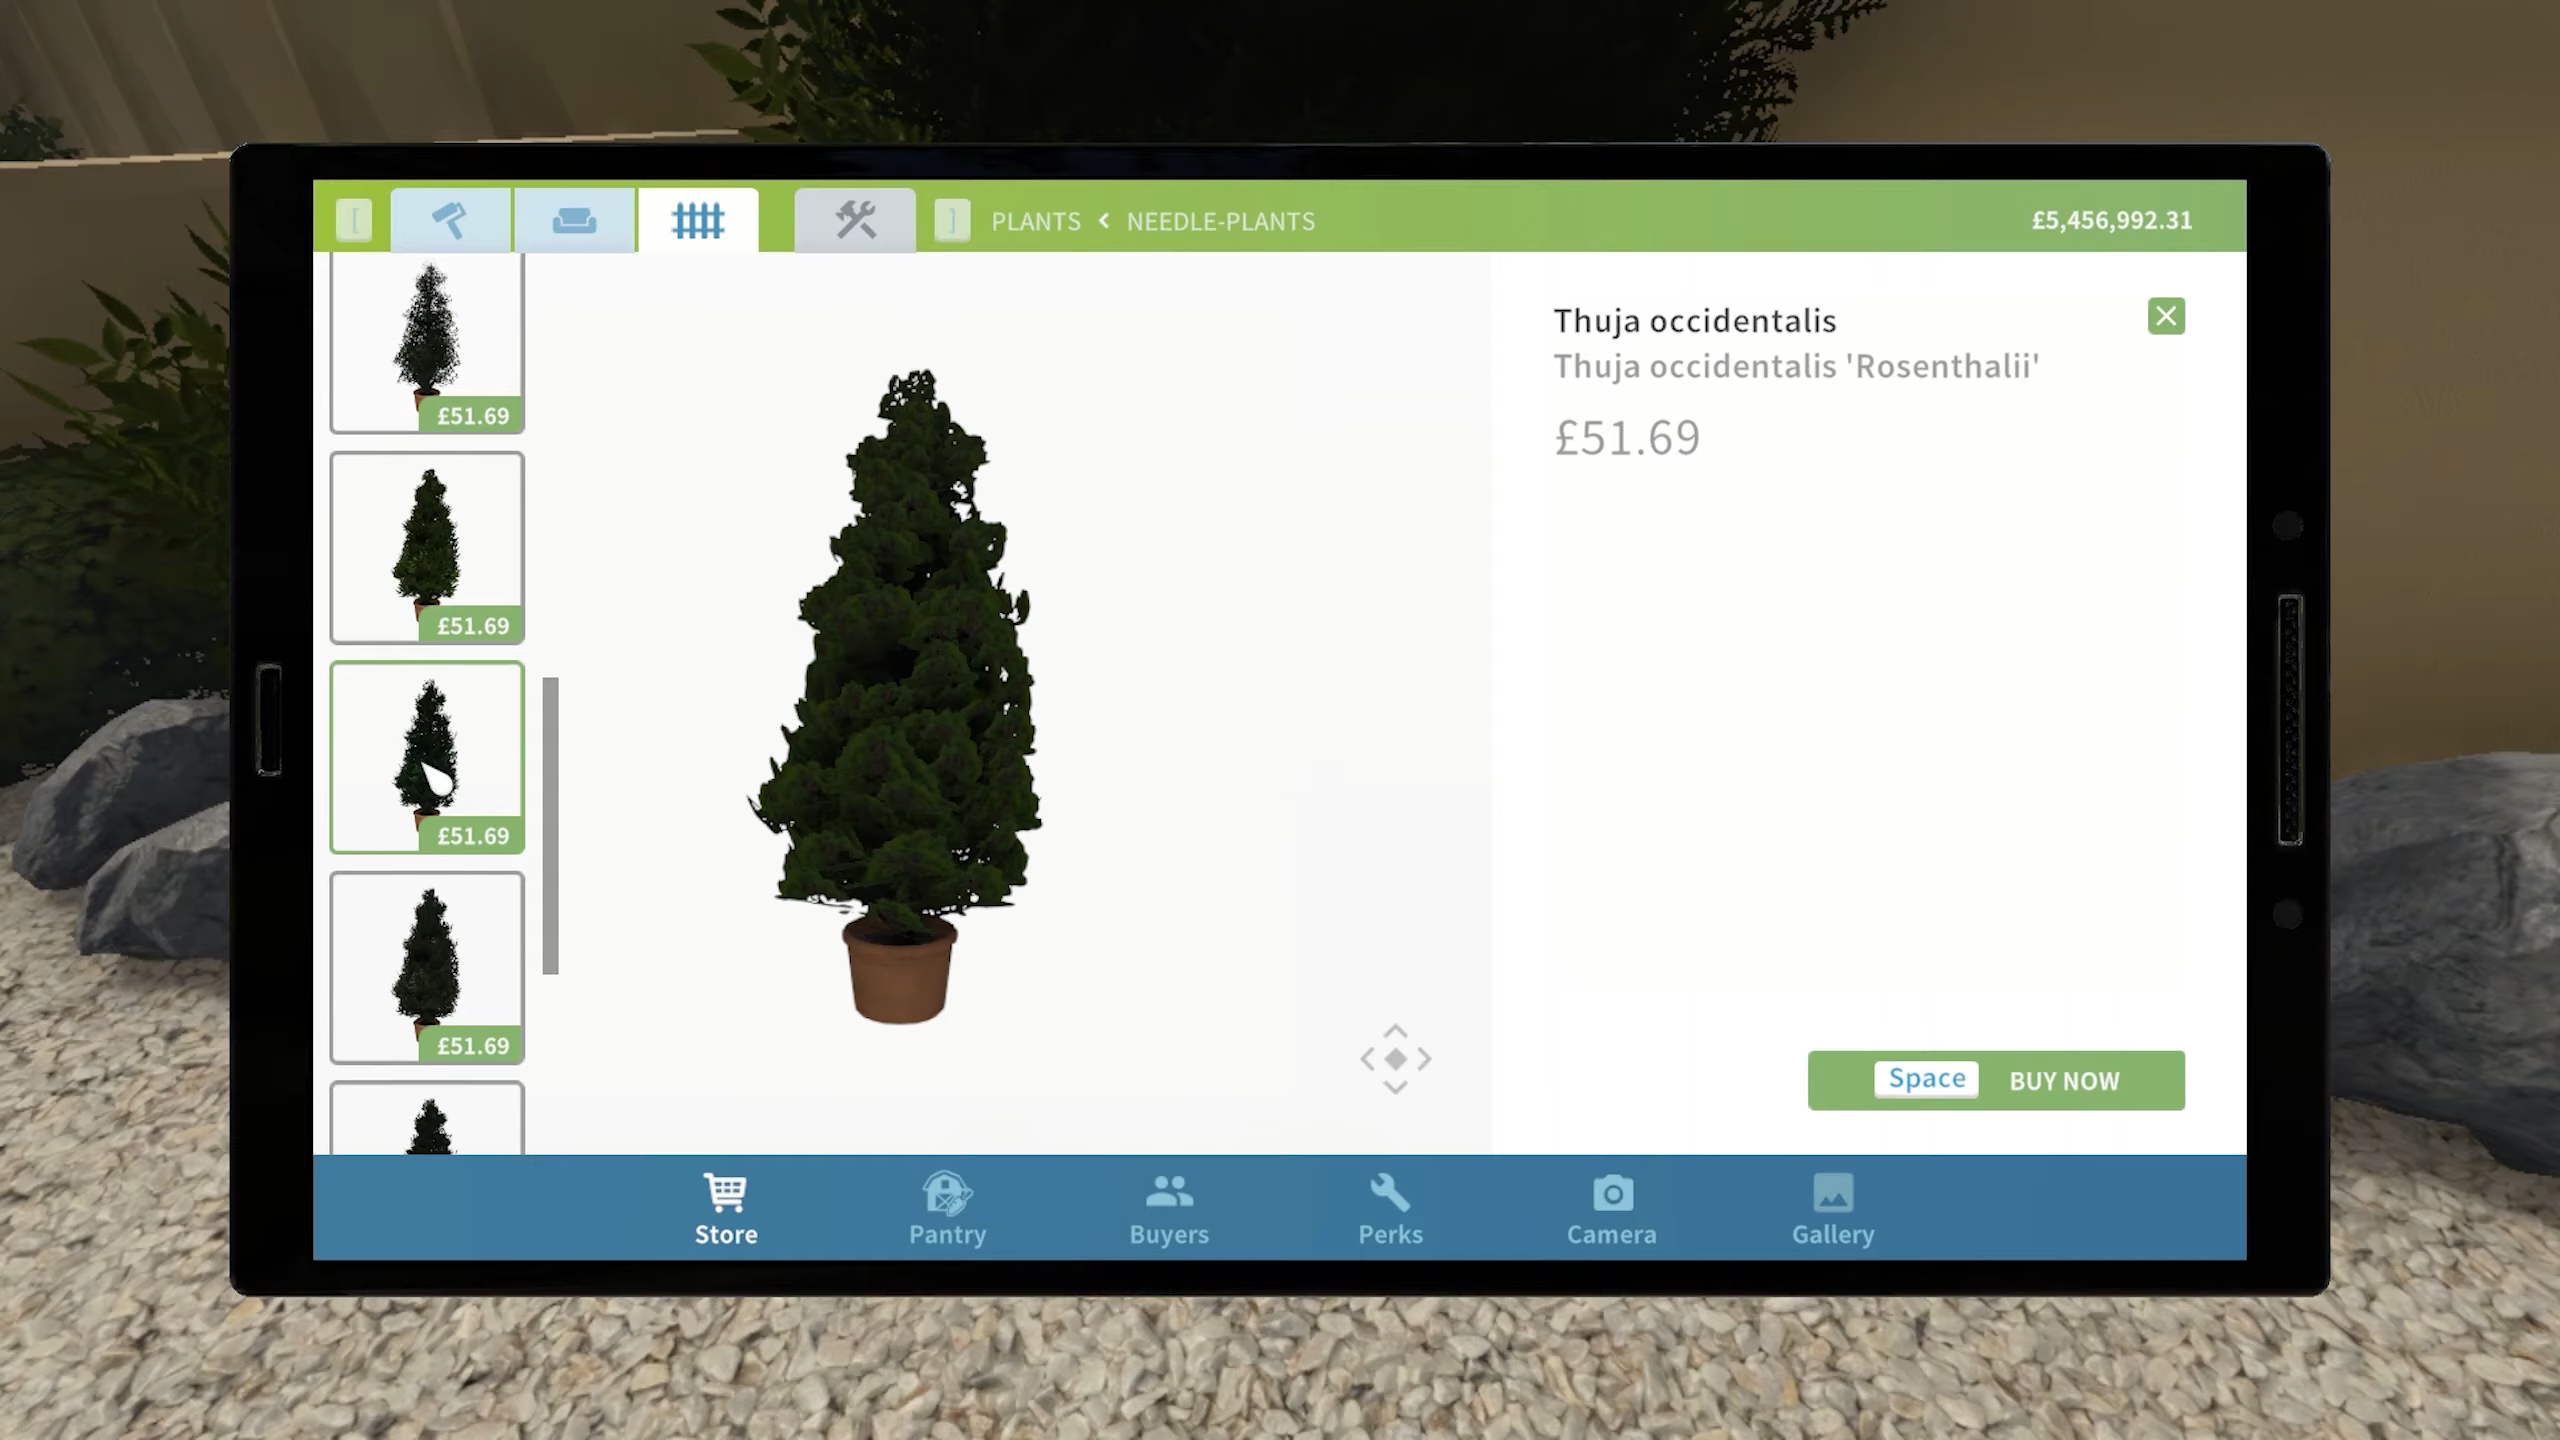 [
]
PLANTS < NEEDLE-PLANTS
£5,456,992.31
£51.69
£51.69
£51.69
£51.69
Thuja occidentalis
Thuja occidentalis 'Rosenthalii'
£51.69
Space BUY NOW
Store
Pantry
Buyers
Perks
Camera
Gallery